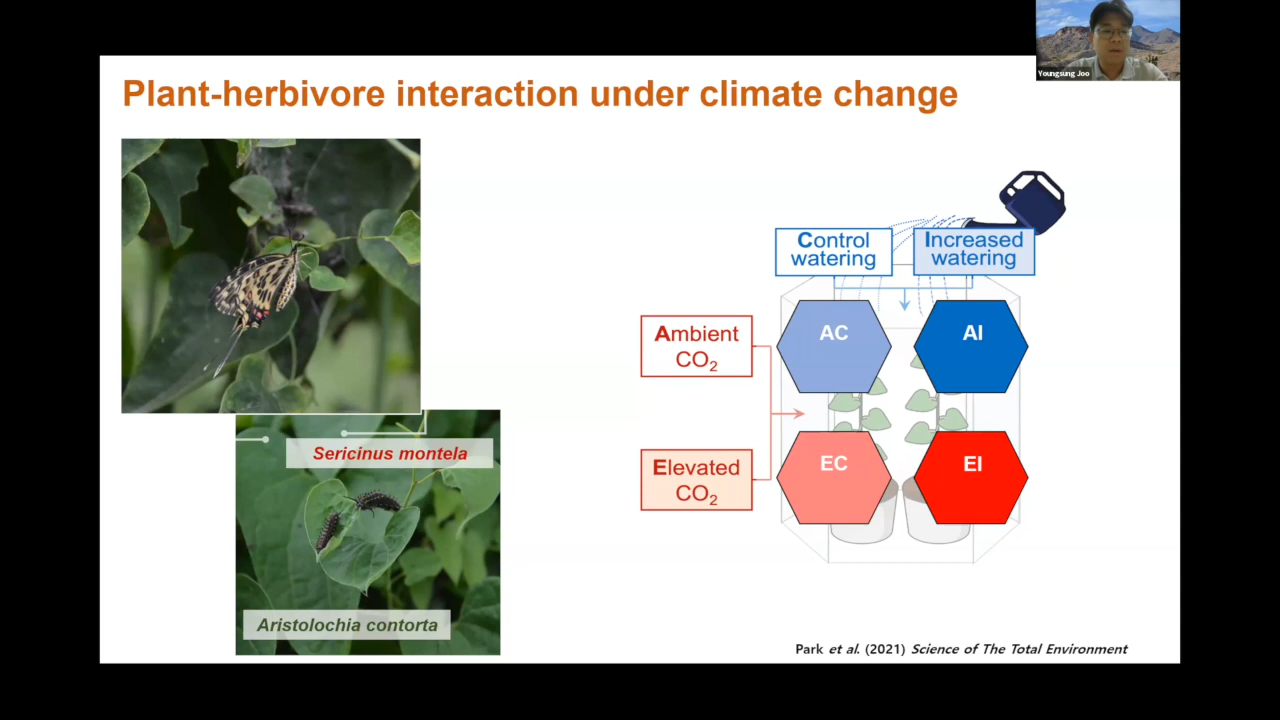 Youngsung Joo
Plant-herbivore interaction under climate change
Control
watering
Increased
watering
Ambient
CO₂
Elevated
CO₂
AC
AI
EC
EI
Sericinus montela
Aristolochia contorta
Park et al. (2021) Science of The Total Environment